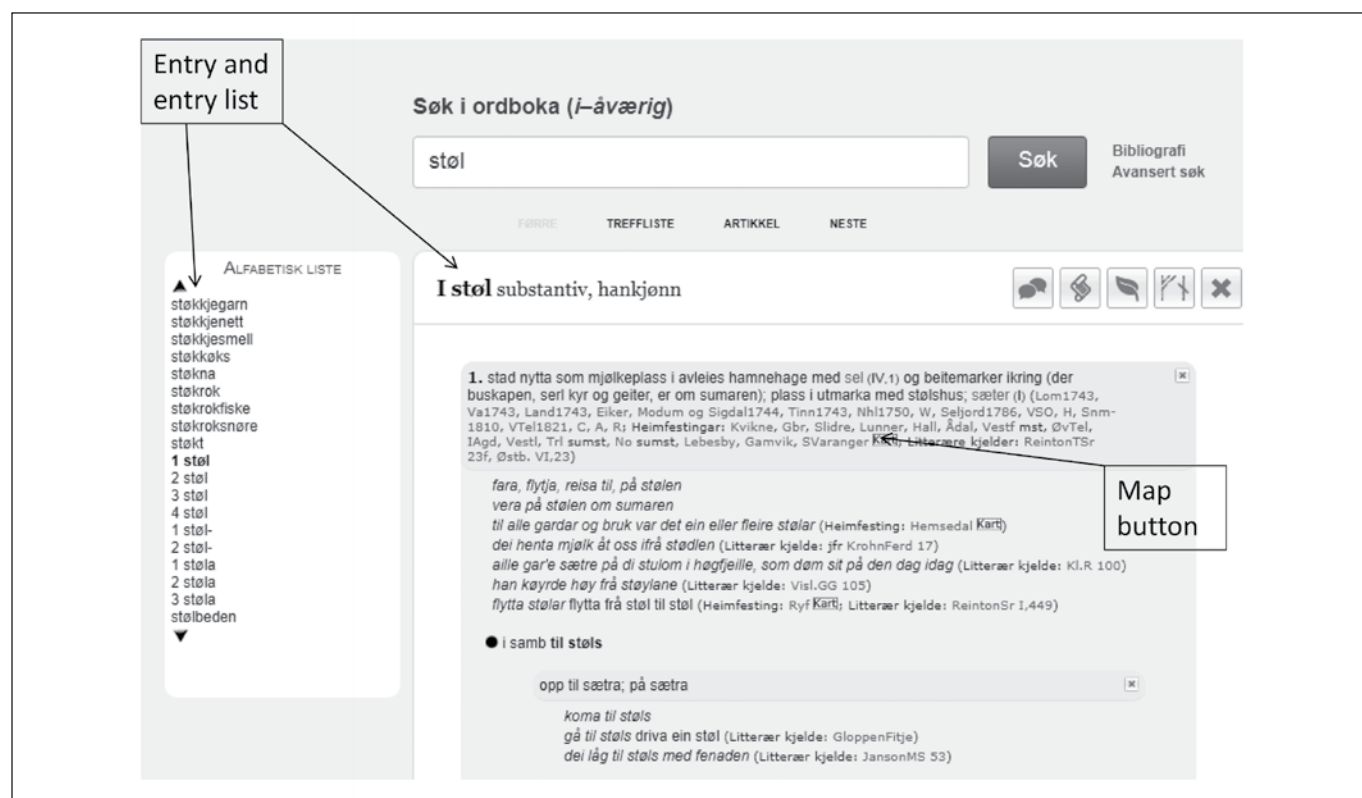 Entry and
entry list
Søk i ordboka (i–åværig)
støl
Søk
Bibliografi
Avansert søk
FØRRE TREFFLISTE ARTIKKEL NESTE
ALFABETISK LISTE
støkkjegarn
støkkjenett
støkkjesmell
støkkøks
støkna
støkrok
støkrokfiske
støkroksnøre
støkt
1 støl
2 støl
3 støl
4 støl
1 støl-
2 støl-
1 støla
2 støla
3 støla
stølbeden
I støl substantiv, hankjønn
1. stad nytta som mjølkeplass i avleies hamnehage med sel (IV,1) og beitemarker ikring (der
buskapen, serl kyr og geiter, er om sumaren); plass i utmarka med stølshus; sæter (I) (Lom1743,
Va1743, Land1743, Eiker, Modum og Sigdal1744, Tinn1743, Nhl1750, W, Seljord1786, VSO, H, Snm-
1810, VTel1821, C, A, R; Heimfestingar: Kvikne, Gbr, Slidre, Lunner, Hall, Ådal, Vestf mst, ØvTel,
IAgd, Vestl, Trl sumst, No sumst, Lebesby, Gamvik, SVaranger Kart; Litterære kjelder: ReintonTSr
23f, Østb. VI,23)
fara, flytja, reisa til, på stølen
vera på stølen om sumaren
til alle gardar og bruk var det ein eller fleire stølar (Heimfesting: Hemsedal Kart)
dei henta mjølk åt oss ifrå stødlen (Litterær kjelde: jfr KrohnFerd 17)
aille gar'e sætre på di stulom i høgfjeille, som døm sit på den dag idag (Litterær kjelde: Kl.R 100)
han køyrde høy frå støylane (Litterær kjelde: Visl.GG 105)
flytta stølar flytta frå støl til støl (Heimfesting: Ryf Kart; Litterær kjelde: ReintonSr I,449)
Map
button
● i samb til støls
opp til sætra; på sætra
koma til støls
gå til støls driva ein støl (Litterær kjelde: GloppenFitje)
dei låg til støls med fenaden (Litterær kjelde: JansonMS 53)